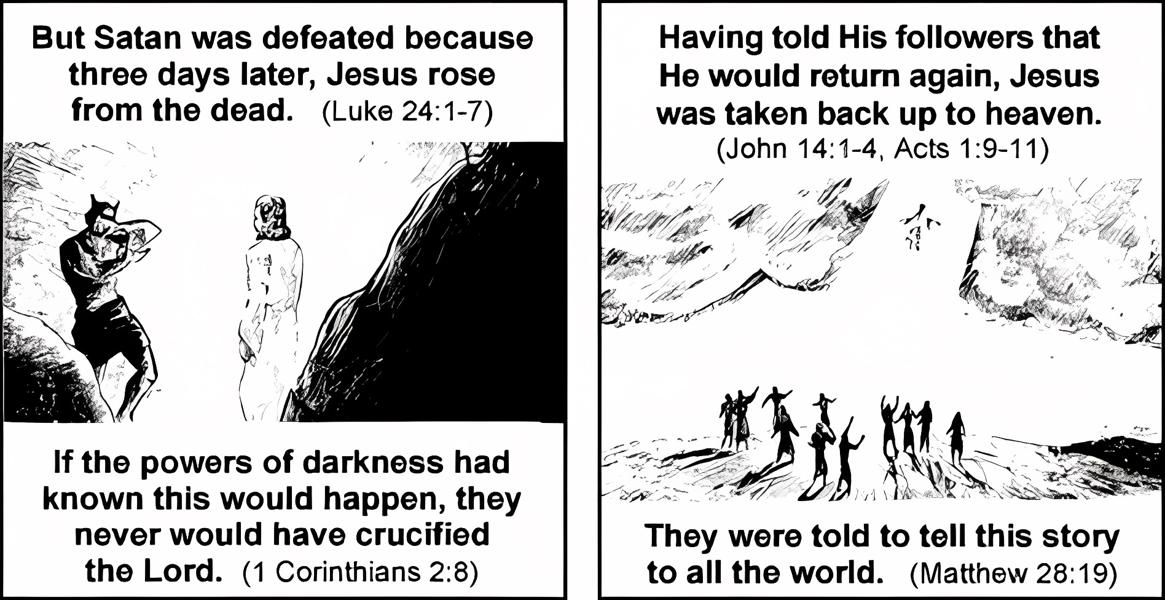 But Satan was defeated because
three days later, Jesus rose
from the dead. (Luke 24:1-7)
If the powers of darkness had
known this would happen, they
never would have crucified
the Lord. (1 Corinthians 2:8)
Having told His followers that
He would return again, Jesus
was taken back up to heaven.
(John 14:1-4, Acts 1:9-11)
They were told to tell this story
to all the world. (Matthew 28:19)